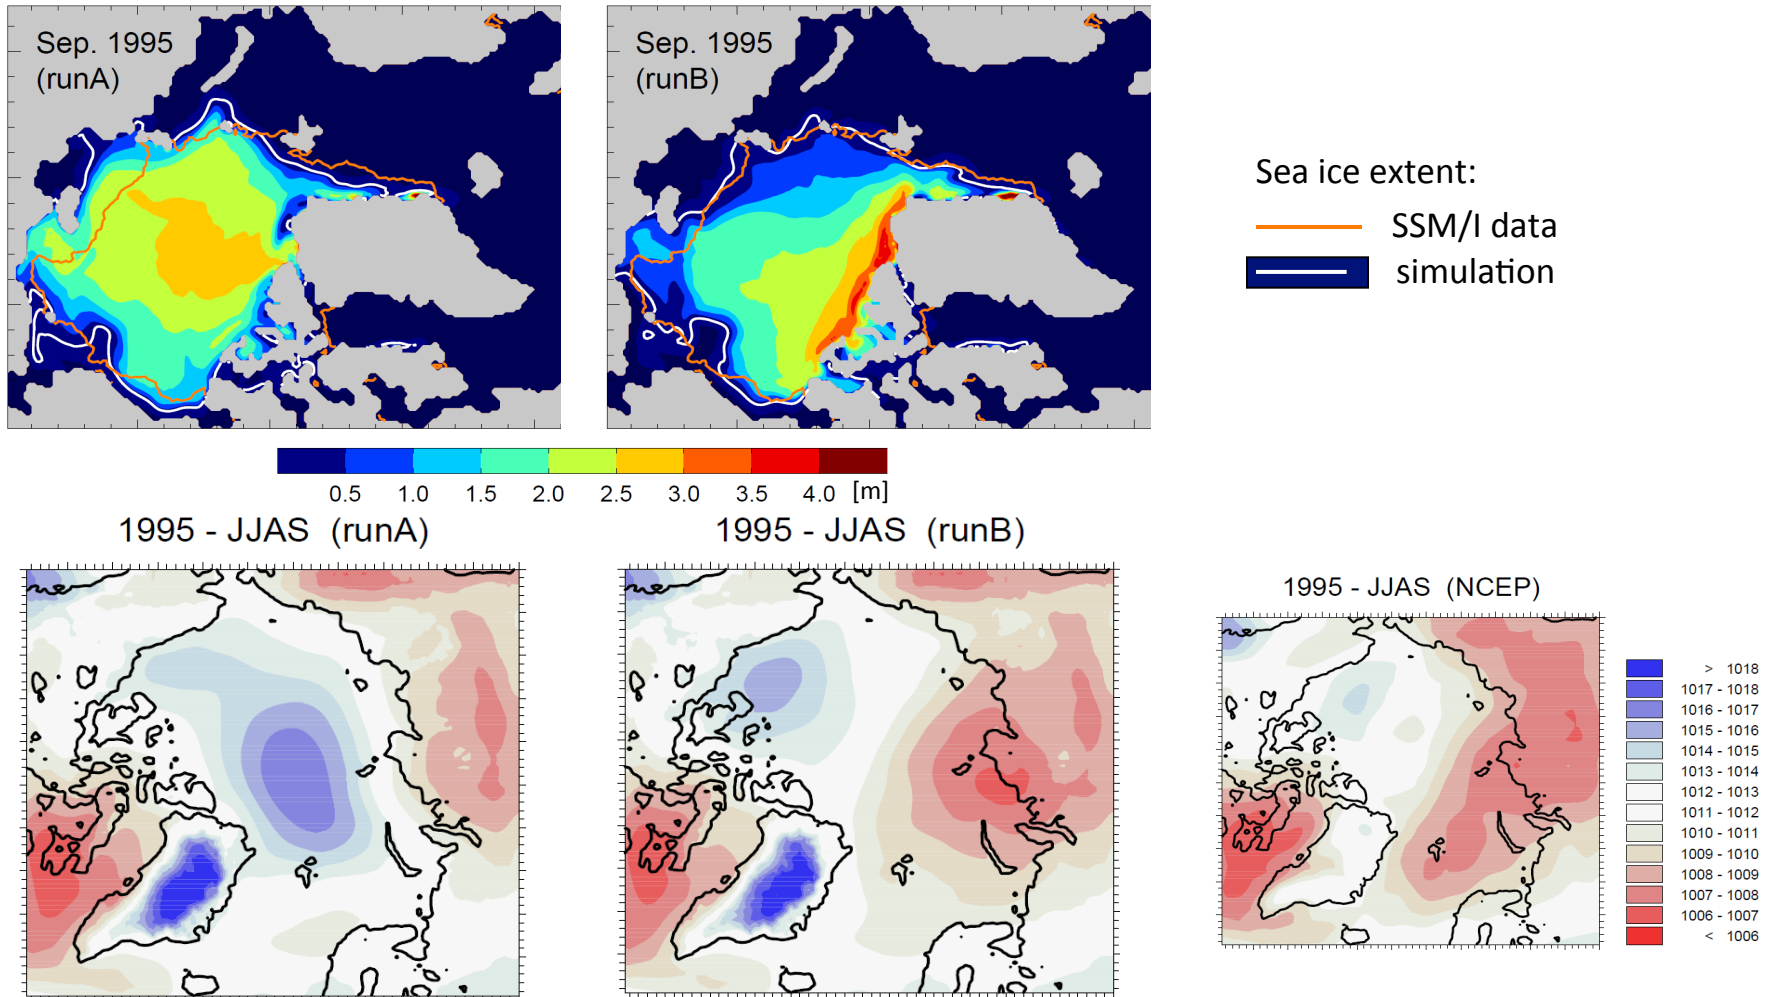 Sep. 1995
(runA)
Sep. 1995
(runB)
Sea ice extent:
SSM/I data
simulation
0.5 1.0 1.5 2.0 2.5 3.0 3.5 4.0 [m]
1995 - JJAS (runA)
1995 - JJAS (runB)
1995 - JJAS (NCEP)
> 1018
1017 - 1018
1016 - 1017
1015 - 1016
1014 - 1015
1013 - 1014
1012 - 1013
1011 - 1012
1010 - 1011
1009 - 1010
1008 - 1009
1007 - 1008
1006 - 1007
< 1006